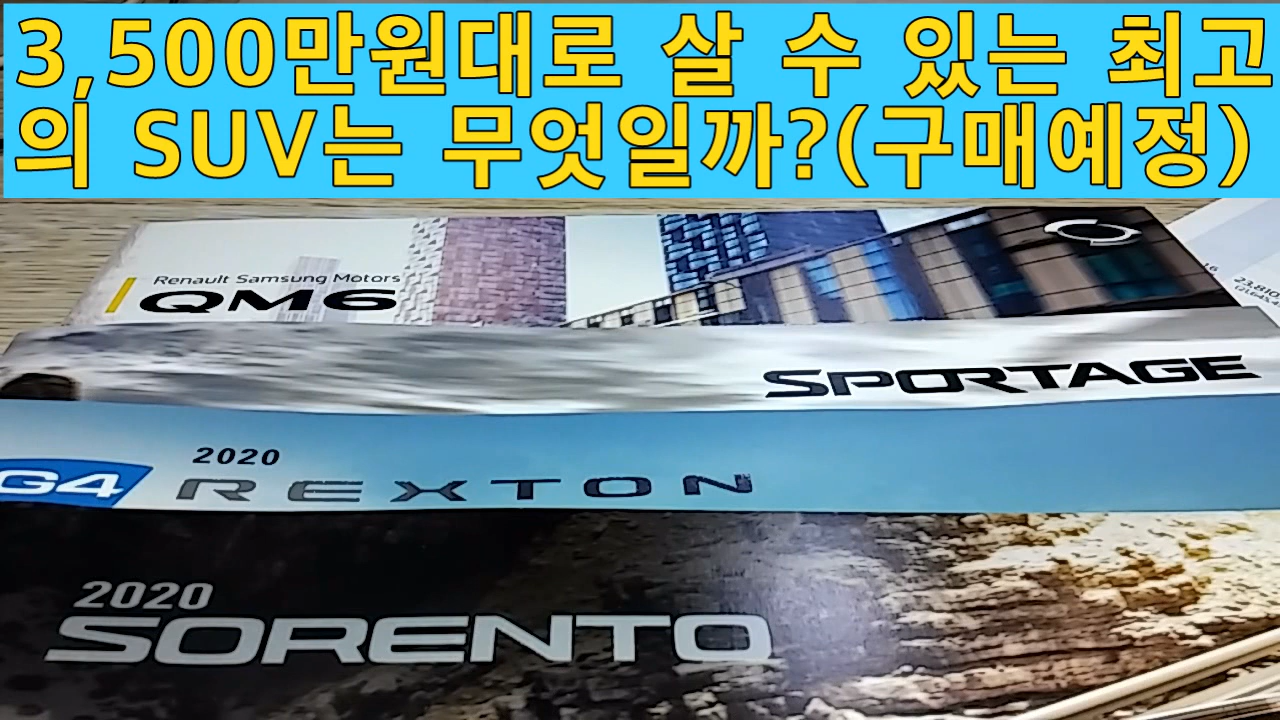 3,500만원대로 살 수 있는 최고
의 SUV는 무엇일까?(구매예정)
Renault Samsung Motors
QM6
SPORTAGE
2020
G4 REXTON
2020
SORENTO